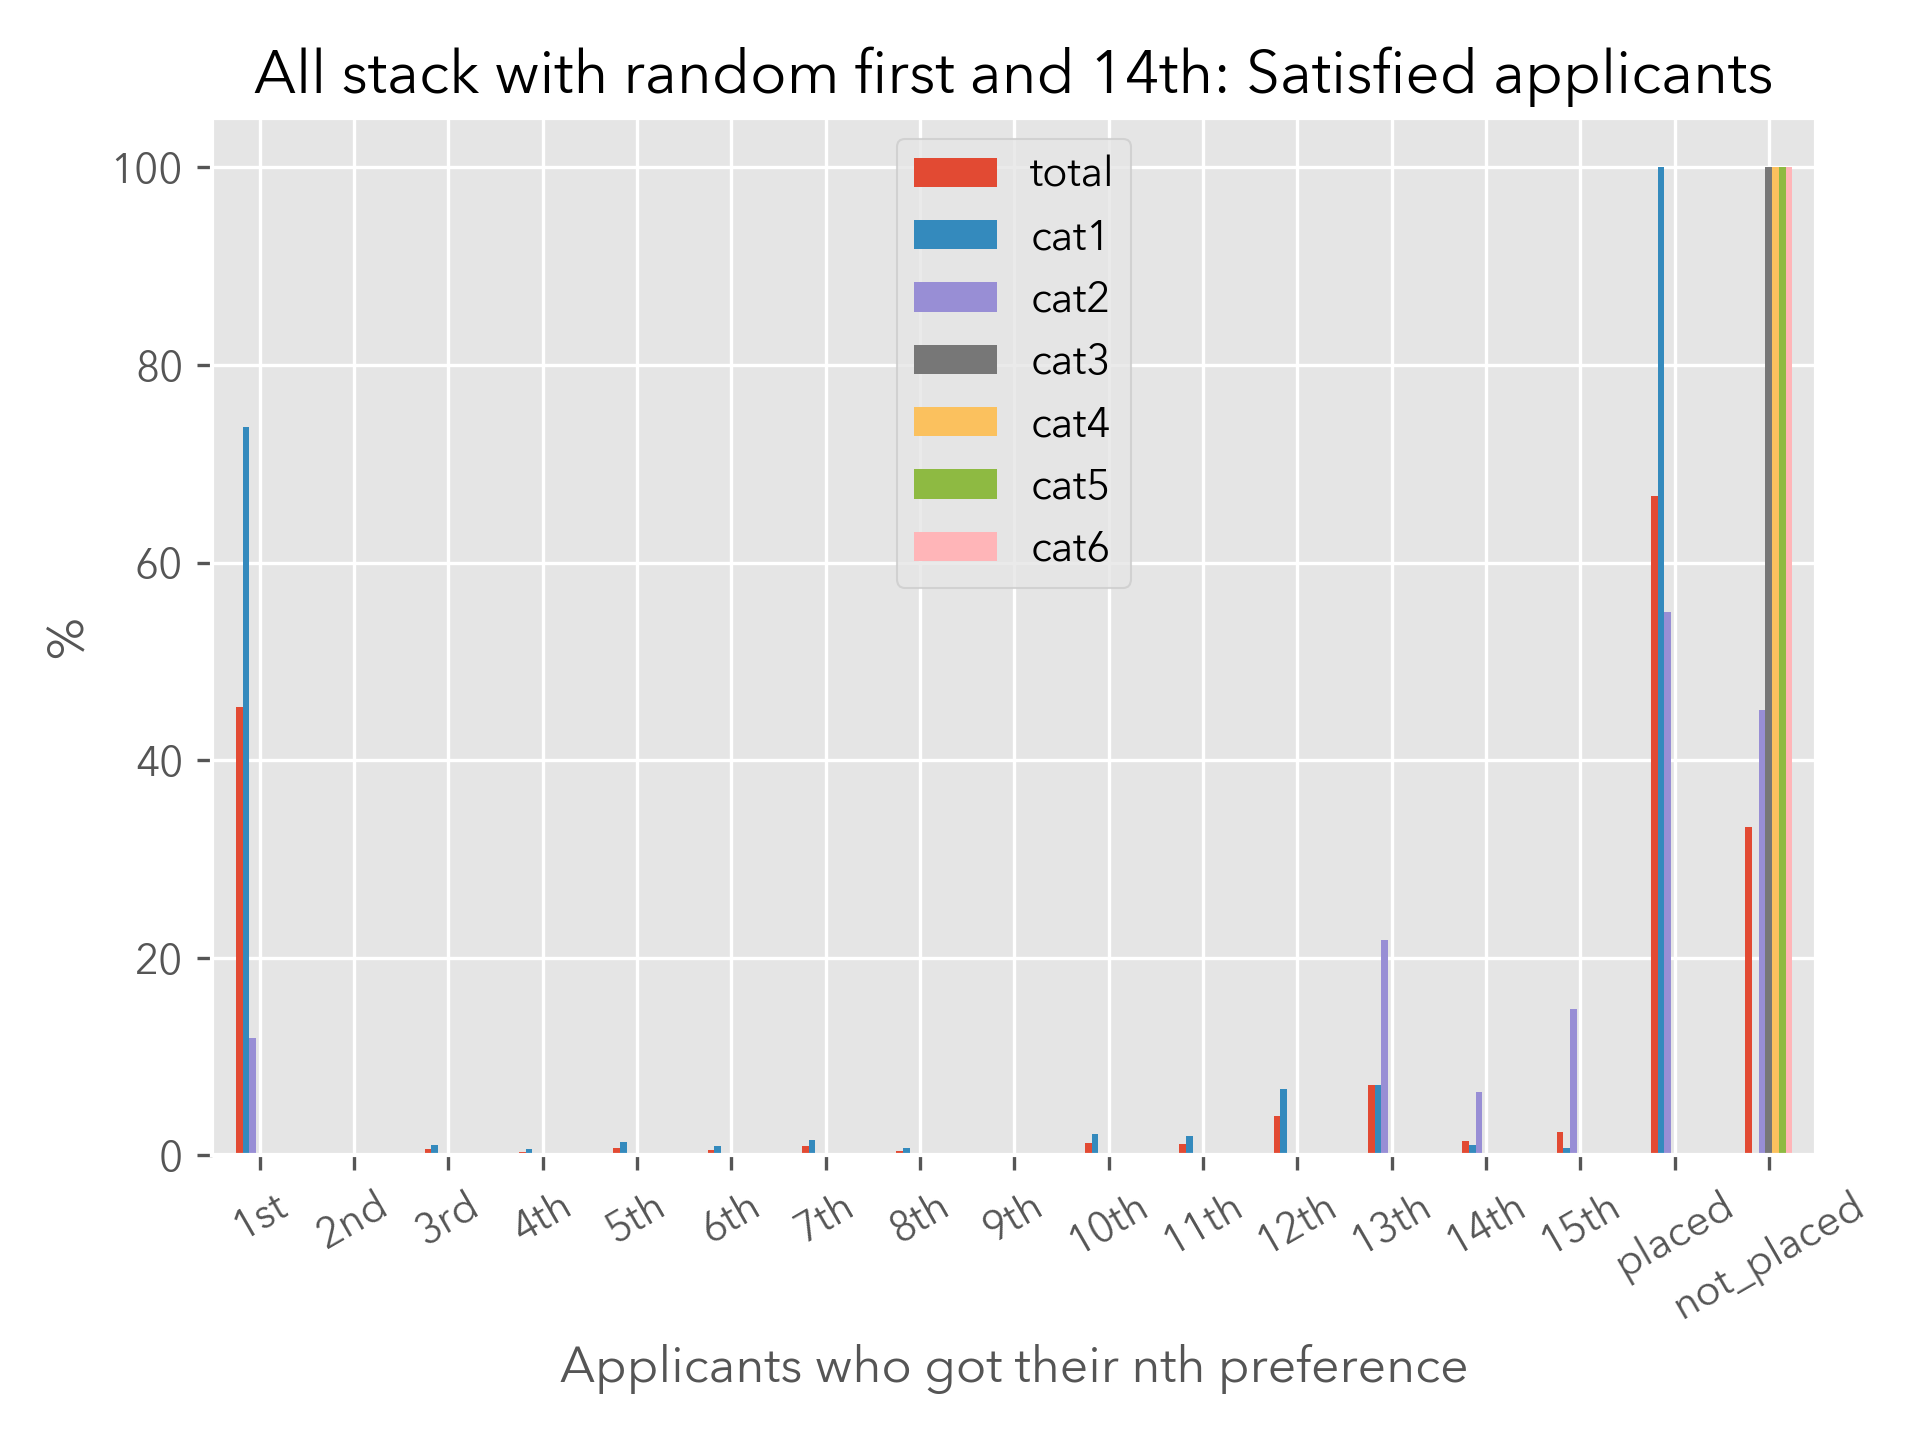 All stack with random first and 14th: Satisfied applicants
100
80
60
40
20
0
%
total
cat1
cat2
cat3
cat4
cat5
cat6
1st 2nd 3rd 4th 5th 6th 7th 8th 9th 10th 11th 12th 13th 14th 15th placed not_placed
Applicants who got their nth preference